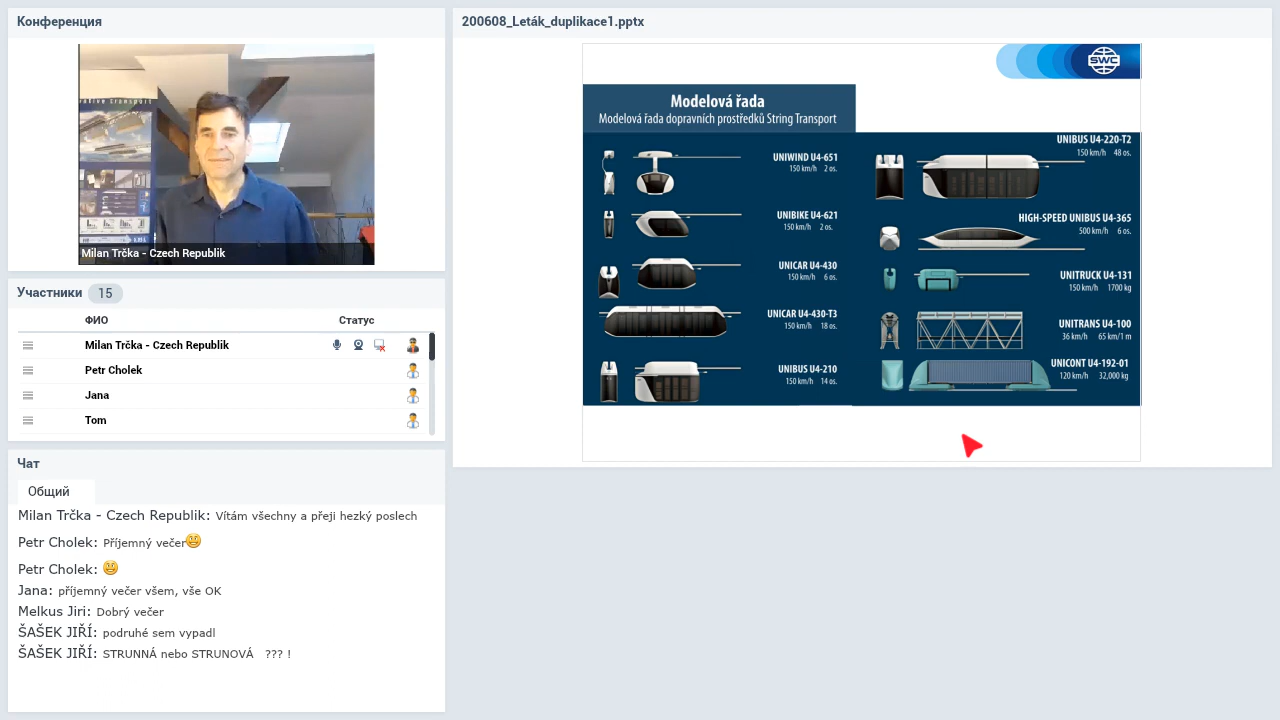 Конференция
Milan Trčka - Czech Republik
Участники 15
ФИО Статус
Milan Trčka - Czech Republik
Petr Cholek
Jana
Tom
Чат
Общий
Milan Trčka - Czech Republik: Vítám všechny a přeji hezký poslech
Petr Cholek: Příjemný večer
Petr Cholek:
Jana: příjemný večer všem, vše OK
Melkus Jiri: Dobrý večer
ŠAŠEK JIŘÍ: podruhé sem vypadl
ŠAŠEK JIŘÍ: STRUNNÁ nebo STRUNOVÁ ??? !
200608_Leták_duplikace1.pptx
SWC
Modelová řada
Modelová řada dopravních prostředků String Transport
UNIWIND U4-651
150 km/h 2 os.
UNIBIKE U4-621
150 km/h 2 os.
UNICAR U4-430
150 km/h 6 os.
UNICAR U4-430-T3
150 km/h 18 os.
UNIBUS U4-210
150 km/h 14 os.
UNIBUS U4-220-T2
150 km/h 48 os.
HIGH-SPEED UNIBUS U4-365
500 km/h 6 os.
UNITRUCK U4-131
150 km/h 1700 kg
UNITRANS U4-100
36 km/h 65 km/1 m
UNICONT U4-192-01
120 km/h 32,000 kg